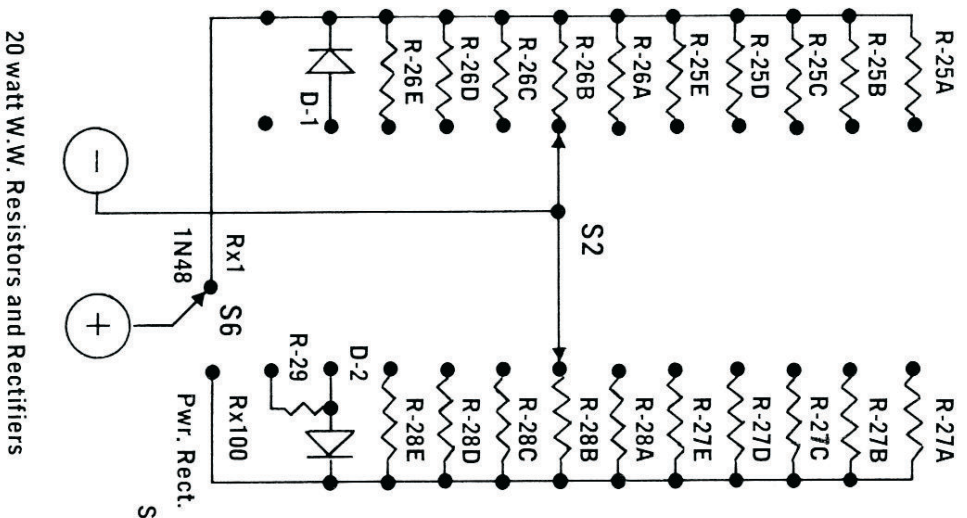 R-25A
R-25B
R-25C
R-25D
R-25E
R-26A
R-26B
R-26C
R-26D
R-26E
D-1
S2
Rx1
1N48
S6
-
+
R-27A
R-27B
R-27C
R-27D
R-27E
R-28A
R-28B
R-28C
R-28D
R-28E
D-2
R-29
Rx100
Pwr. Rect.
S
20 watt W.W. Resistors and Rectifiers